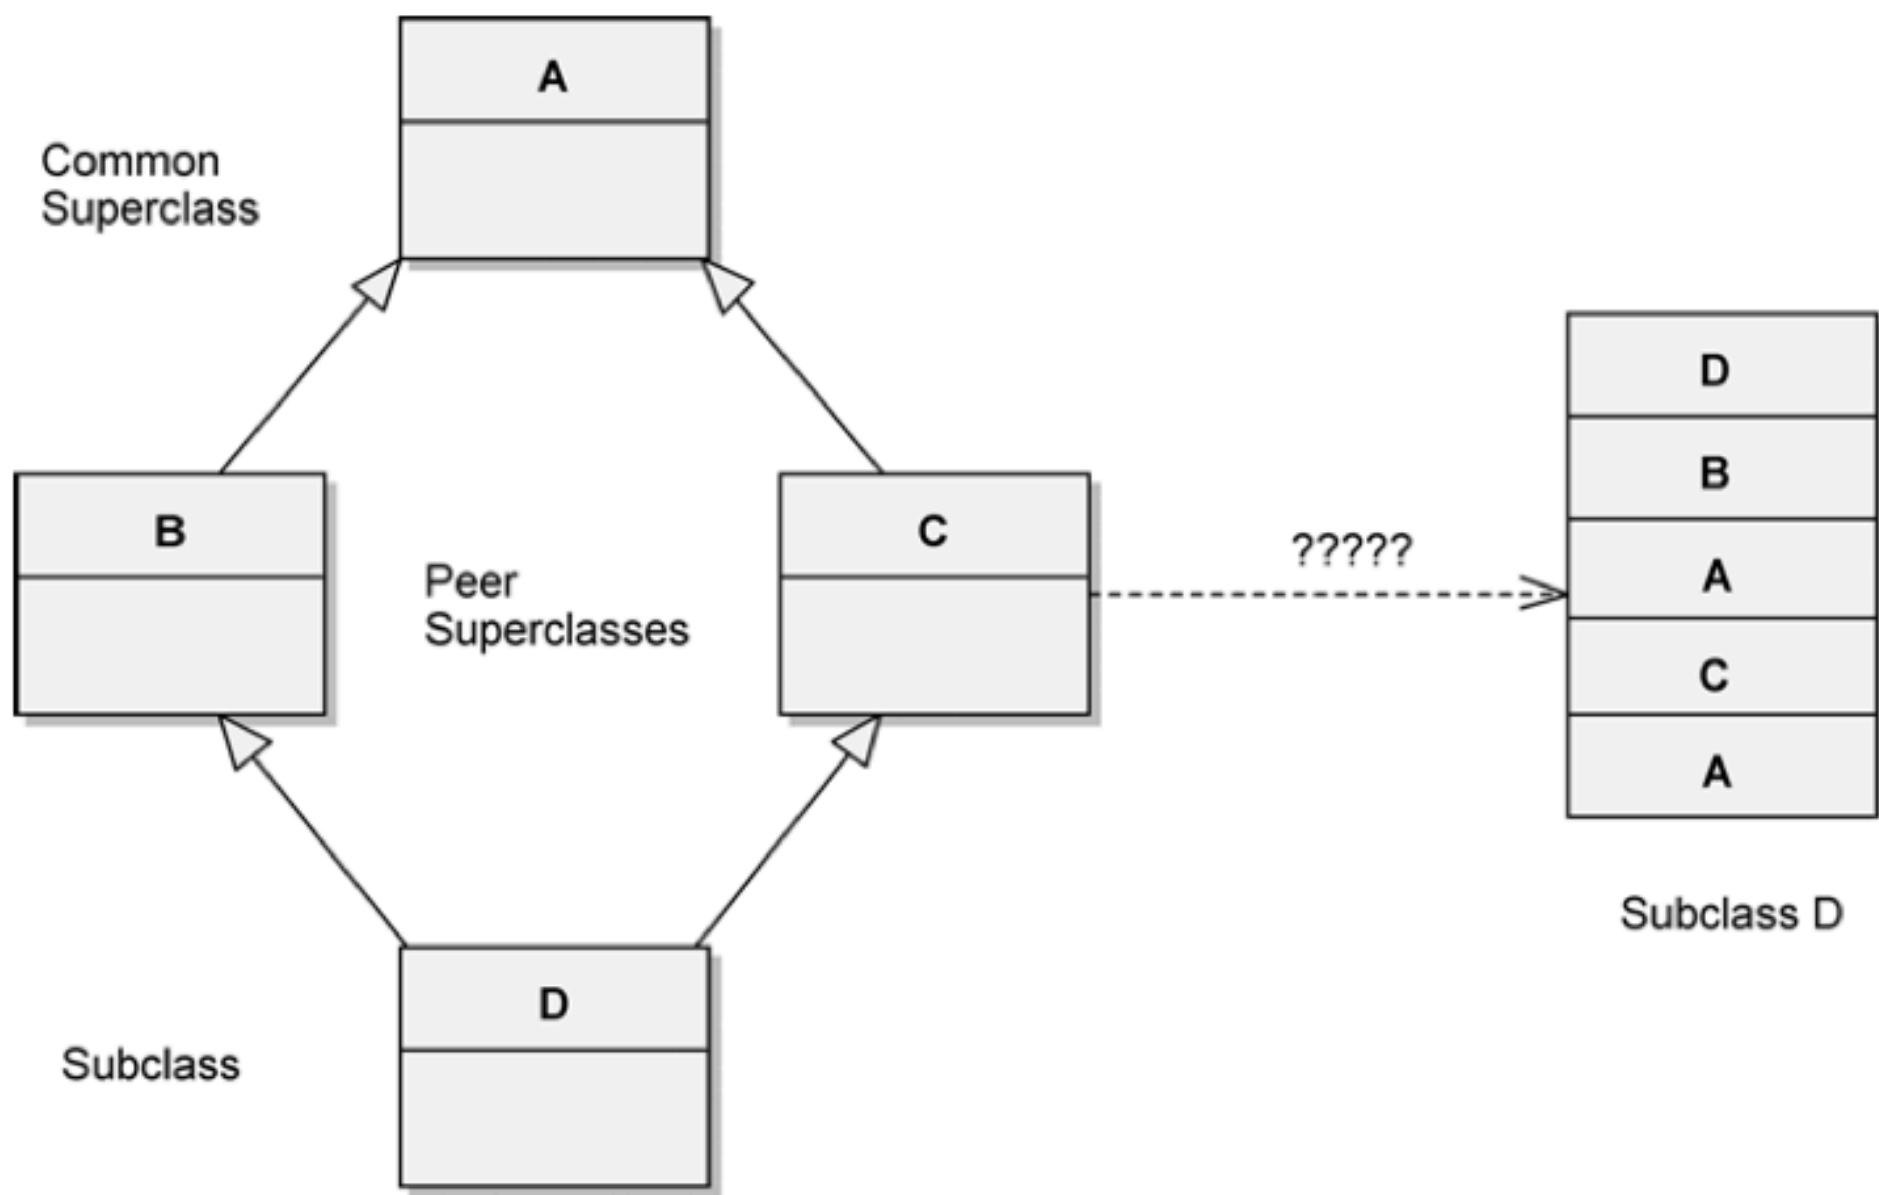 A
Common
Superclass
B
Peer
Superclasses
C
?????
D
B
A
C
A
Subclass D
Subclass
D